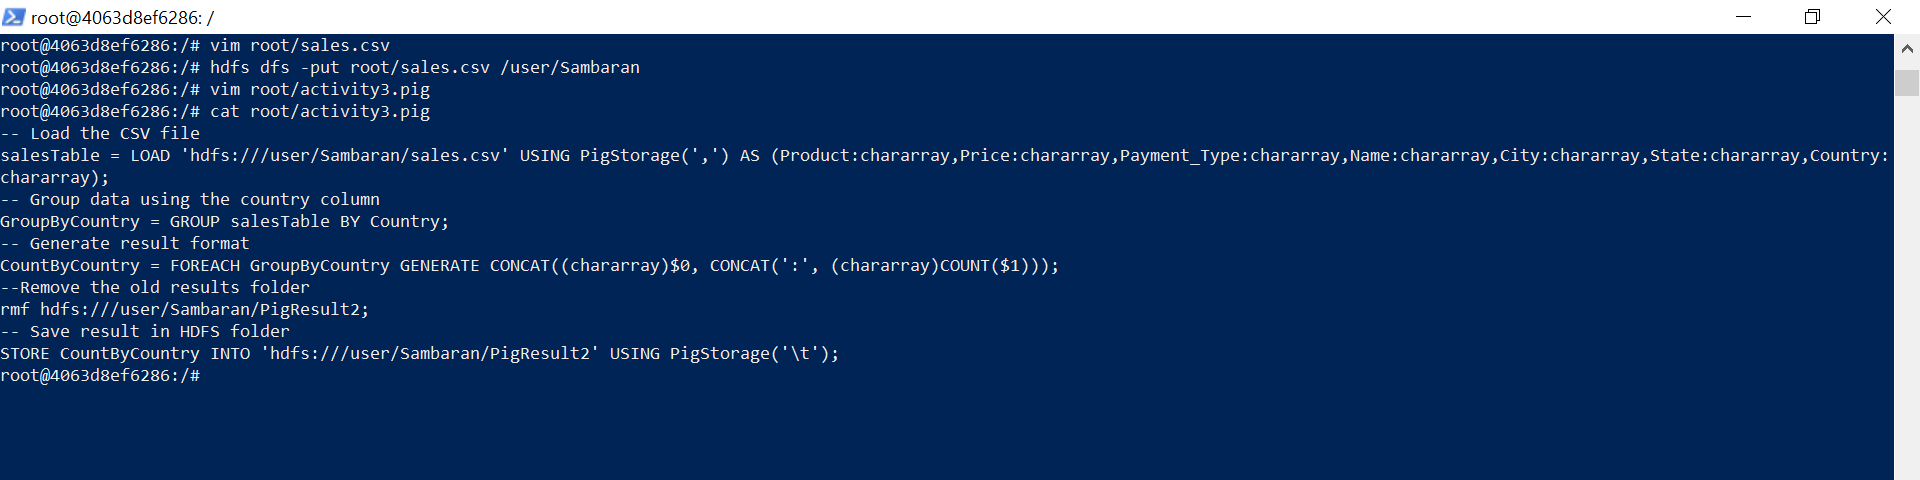 root@4063d8ef6286: /
root@4063d8ef6286:/# vim root/sales.csv
root@4063d8ef6286:/# hdfs dfs -put root/sales.csv /user/Sambaran
root@4063d8ef6286:/# vim root/activity3.pig
root@4063d8ef6286:/# cat root/activity3.pig
-- Load the CSV file
salesTable = LOAD 'hdfs:///user/Sambaran/sales.csv' USING PigStorage(',') AS (Product:chararray,Price:chararray,Payment_Type:chararray,Name:chararray,City:chararray,State:chararray,Country:
chararray);
-- Group data using the country column
GroupByCountry = GROUP salesTable BY Country;
-- Generate result format
CountByCountry = FOREACH GroupByCountry GENERATE CONCAT((chararray)$0, CONCAT(':', (chararray)COUNT($1)));
--Remove the old results folder
rmf hdfs:///user/Sambaran/PigResult2;
-- Save result in HDFS folder
STORE CountByCountry INTO 'hdfs:///user/Sambaran/PigResult2' USING PigStorage('\t');
root@4063d8ef6286:/#